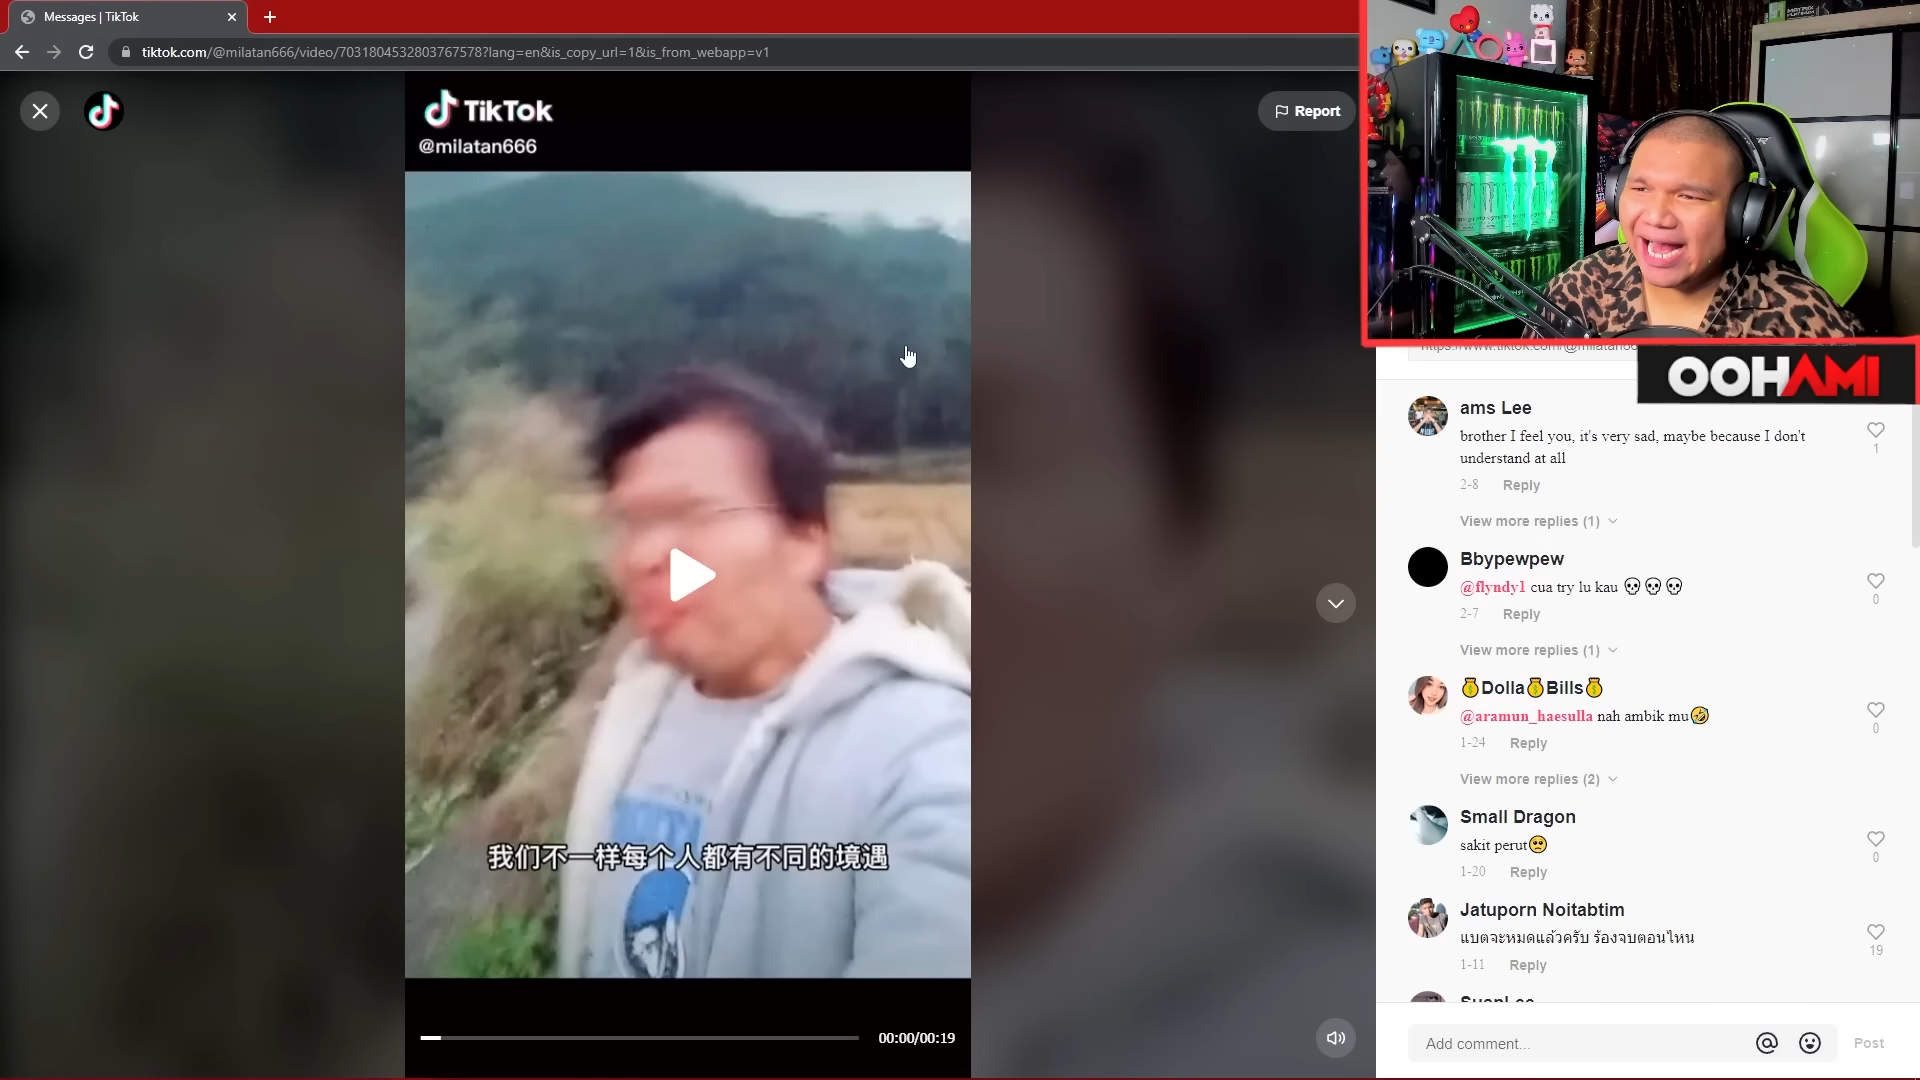 Messages | TikTok
tiktok.com/@milatan666/video/7031804532803767578?lang=en&is_copy_url=1&is_from_webapp=v1
TikTok
@milatan666
Report
我们不一样每个人都有不同的境遇
00:00/00:19
OOHAMI
ams Lee
brother I feel you, it's very sad, maybe because I don't
understand at all
1
2-8 Reply
View more replies (1)
Bbypewpew
@flyndy1 cua try lu kau 💀💀💀
0
2-7 Reply
View more replies (1)
💰Dolla💰Bills💰
@aramun_haesulla nah ambik mu🤣
0
1-24 Reply
View more replies (2)
Small Dragon
sakit perut🥺
0
1-20 Reply
Jatuporn Noitabtim
แบตจะหมดแล้วครับ ร้องจบตอนไหน
19
1-11 Reply
Add comment...
Post